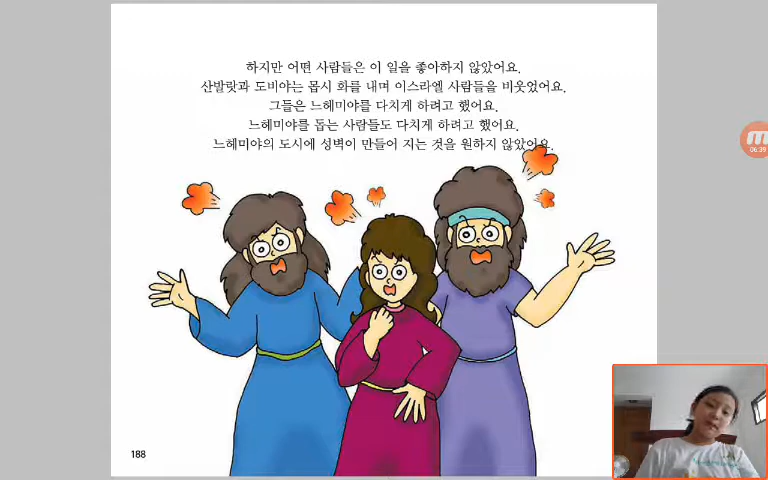 하지만 어떤 사람들은 이 일을 좋아하지 않았어요.
산발랏과 도비야는 몹시 화를 내며 이스라엘 사람들을 비웃었어요.
그들은 느헤미야를 다치게 하려고 했어요.
느헤미야를 돕는 사람들도 다치게 하려고 했어요.
느헤미야의 도시에 성벽이 만들어 지는 것을 원하지 않았어요.
188
06:39